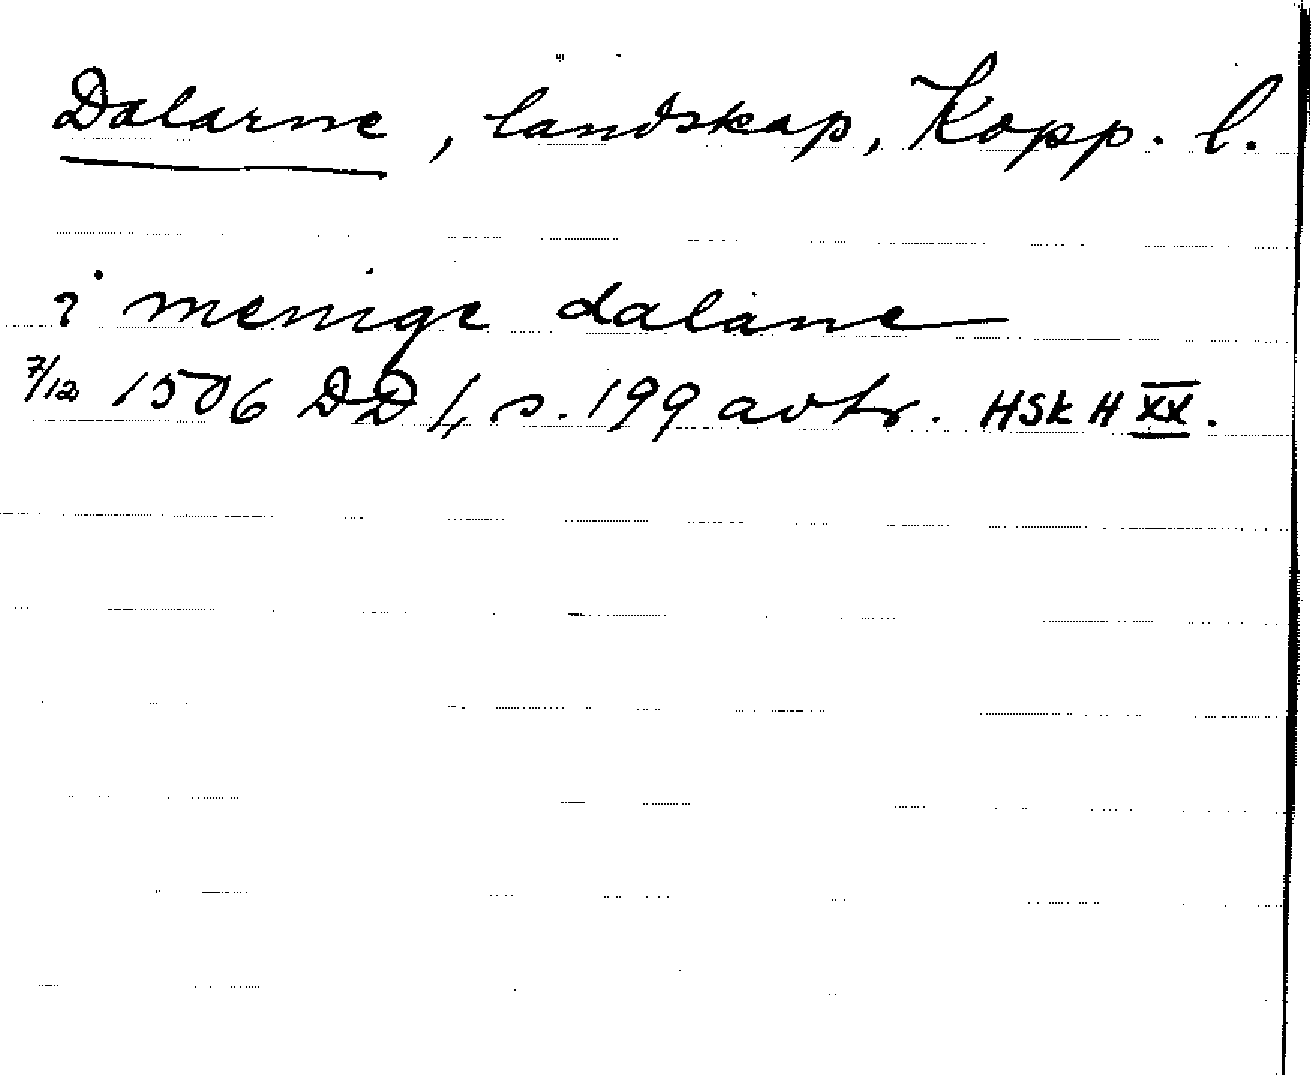 Dalarne, landskap, Kopp. l.
i menige dalane
7/12 1506 DD 4, s. 199 avtr. HSK H XX.